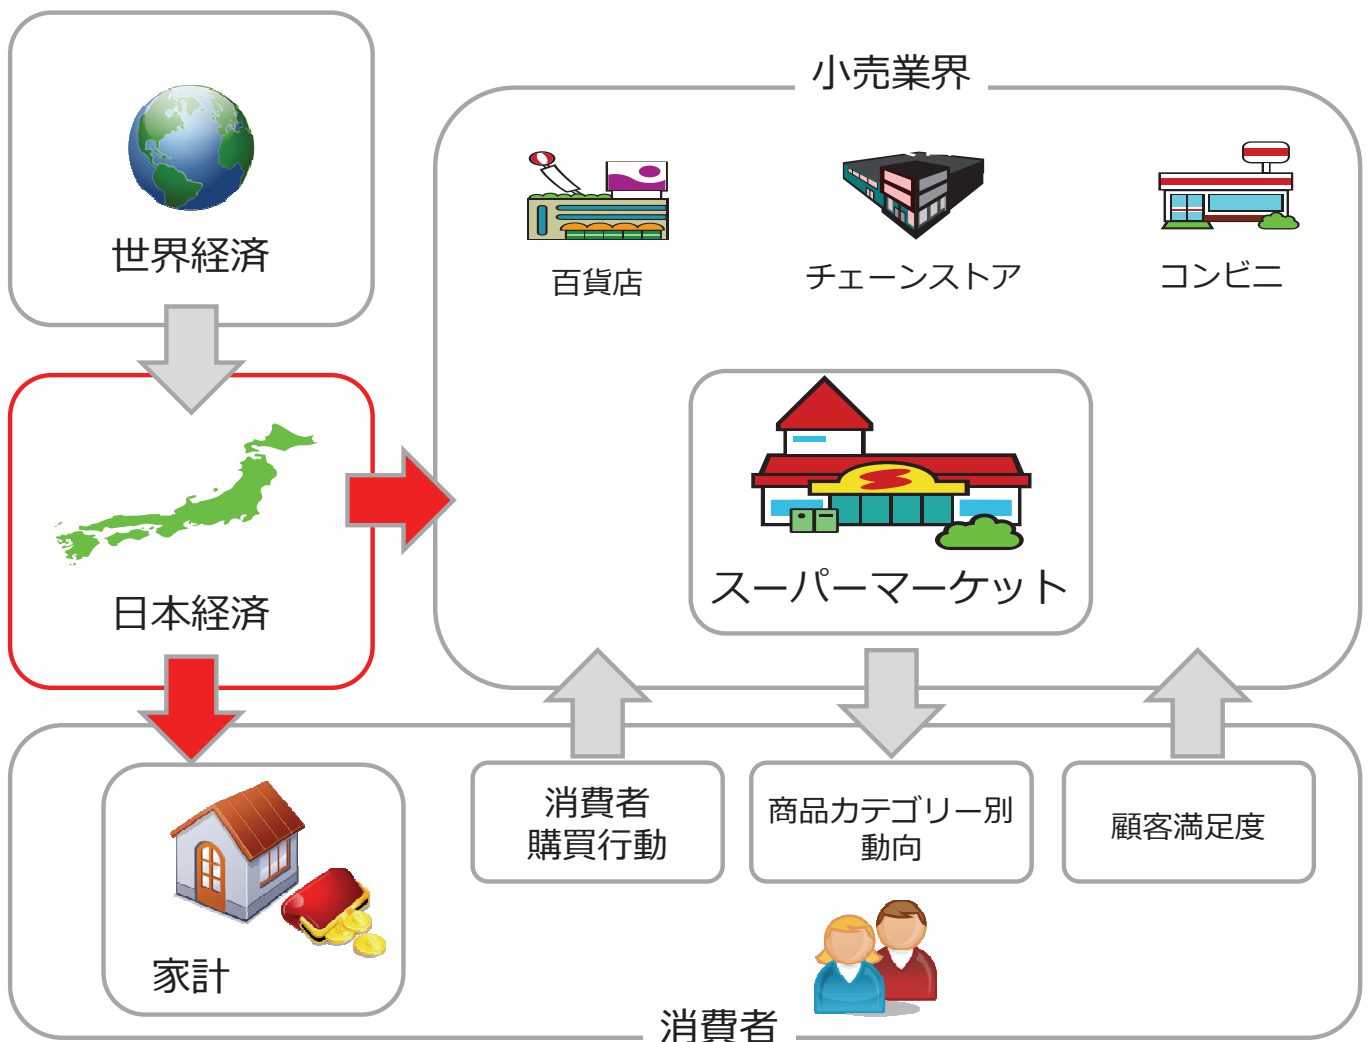 小売業界
世界経済
百貨店
チェーンストア
コンビニ
日本経済
スーパーマーケット
消費者
購買行動
商品カテゴリー別
動向
顧客満足度
家計
消費者